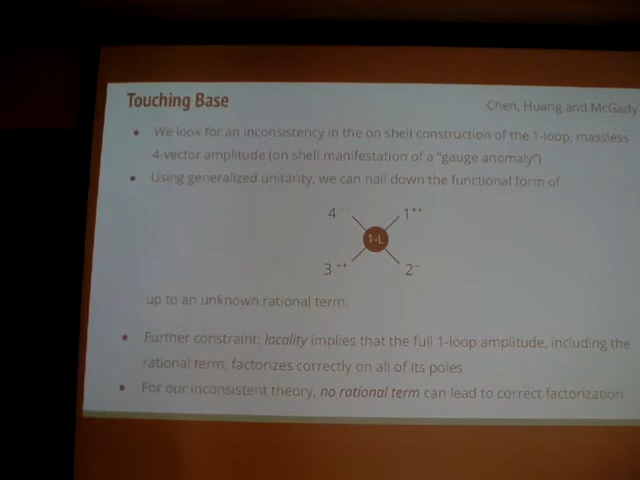 Touching Base
Chen, Huang and McGady
• We look for an inconsistency in the on shell construction of the 1-loop, massless
4-vector amplitude (on shell manifestation of a "gauge anomaly")
• Using generalized unitarity, we can nail down the functional form of
4 1++
1-L
3 ++ 2
up to an unknown rational term.
• Further constraint: locality implies that the full 1-loop amplitude, including the
rational term, factorizes correctly on all of its poles
• For our inconsistent theory, no rational term can lead to correct factorization